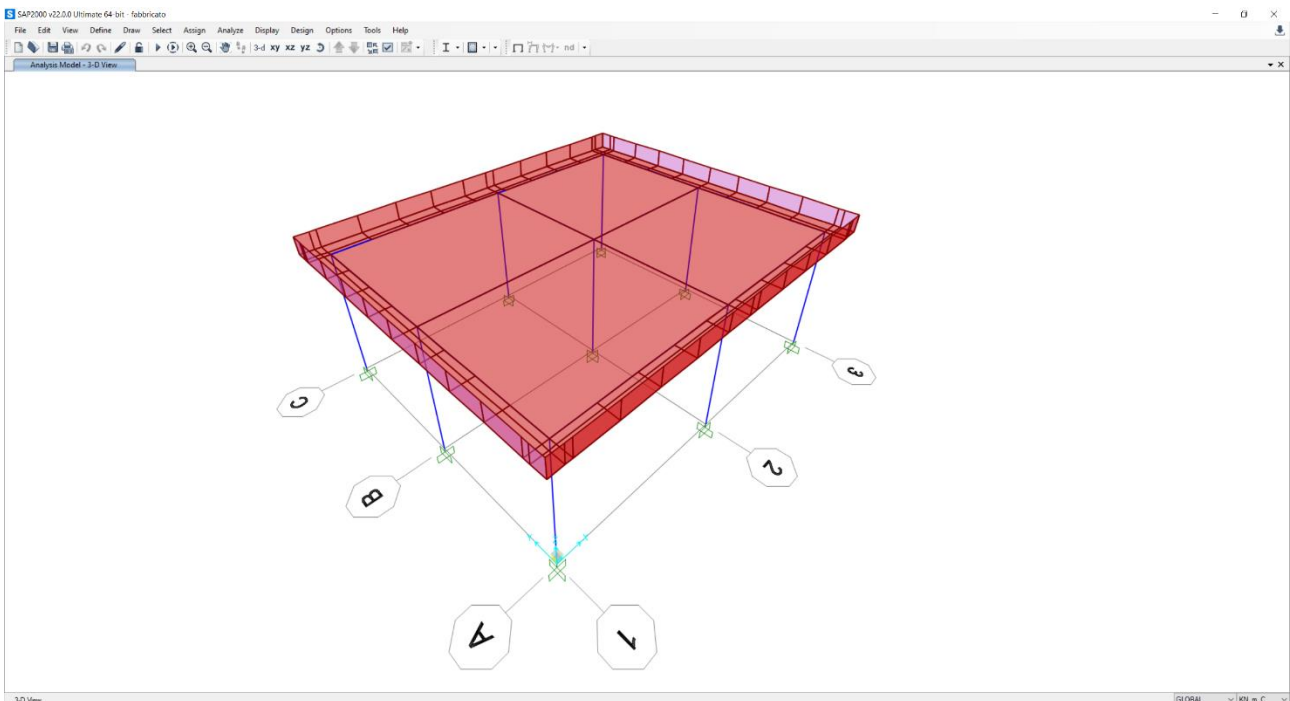 SAP2000 v22.0.0 Ultimate 64-bit - fabbricato
File Edit View Define Draw Select Assign Analyze Display Design Options Tools Help
3-d xy xz yz nd
Analysis Model - 3-D View
C
3
B
2
A
1
3-D View GLOBAL KN, m, C